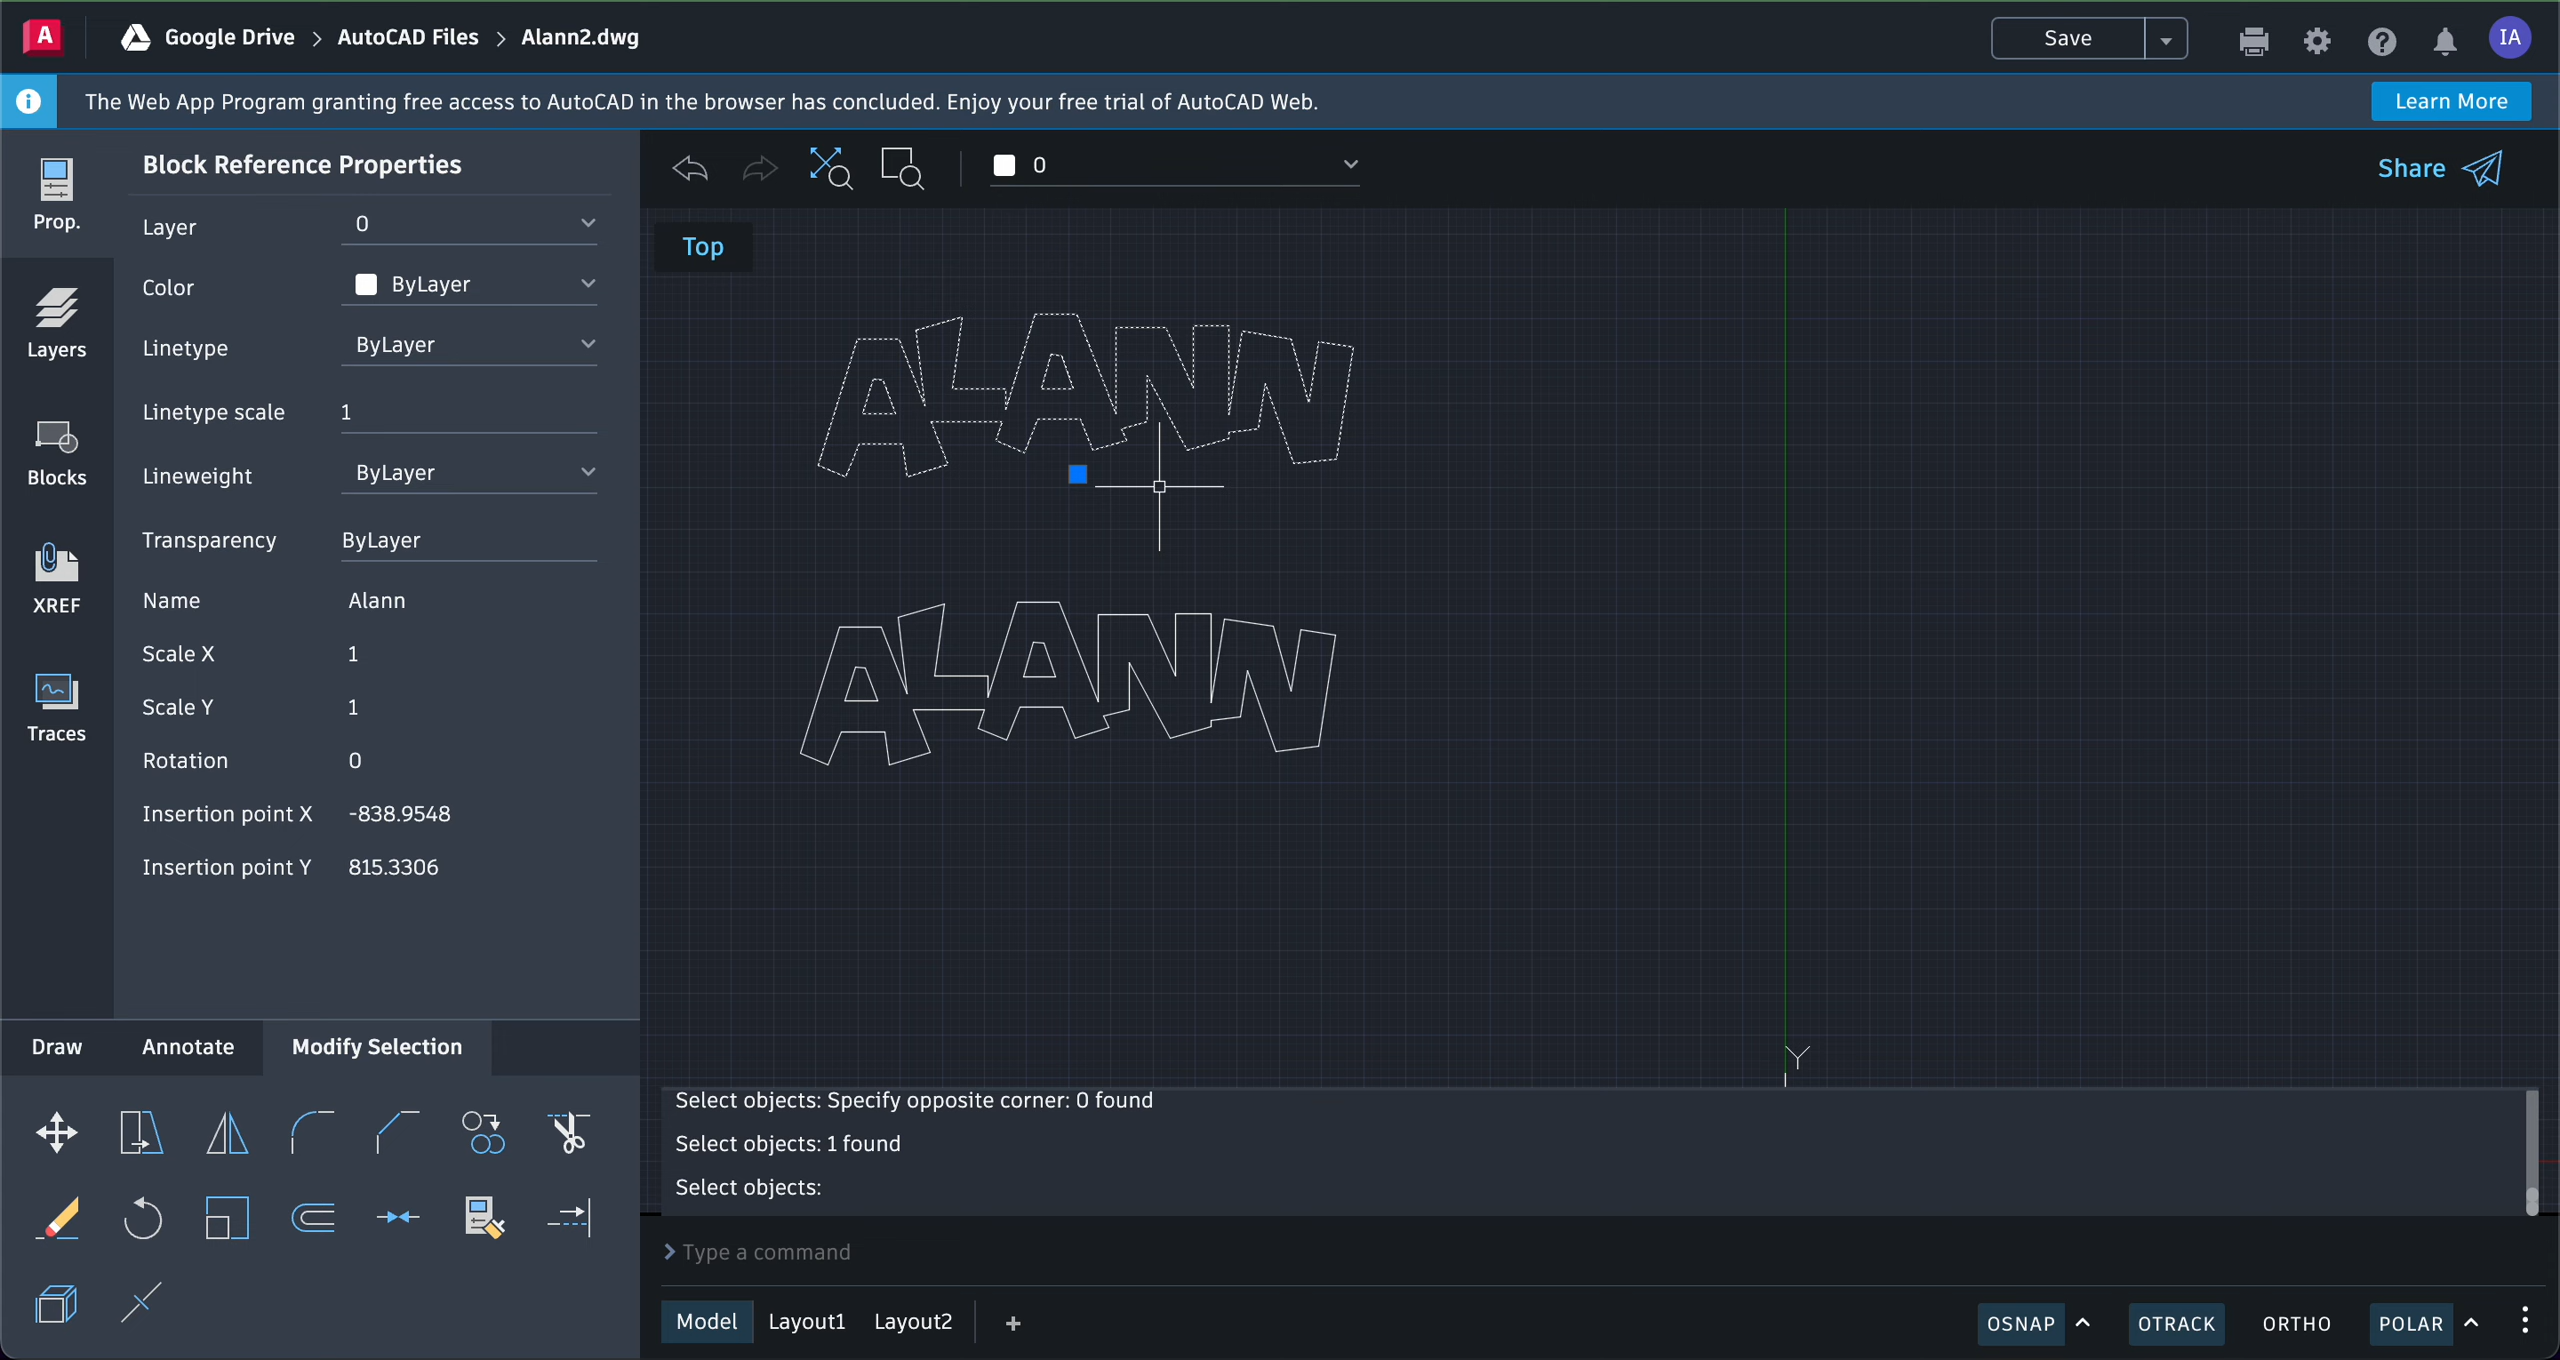 A
Google Drive > AutoCAD Files > Alann2.dwg
Save
IA
The Web App Program granting free access to AutoCAD in the browser has concluded. Enjoy your free trial of AutoCAD Web.
Learn More
Prop.
Layers
Blocks
XREF
Traces
Block Reference Properties
Layer 0
Color ByLayer
Linetype ByLayer
Linetype scale 1
Lineweight ByLayer
Transparency ByLayer
Name Alann
Scale X 1
Scale Y 1
Rotation 0
Insertion point X -838.9548
Insertion point Y 815.3306
Draw Annotate Modify Selection
0
Share
Top
ALANN
ALANN
Y
Select objects: Specify opposite corner: 0 found
Select objects: 1 found
Select objects:
> Type a command
Model Layout1 Layout2 +
OSNAP OTRACK ORTHO POLAR